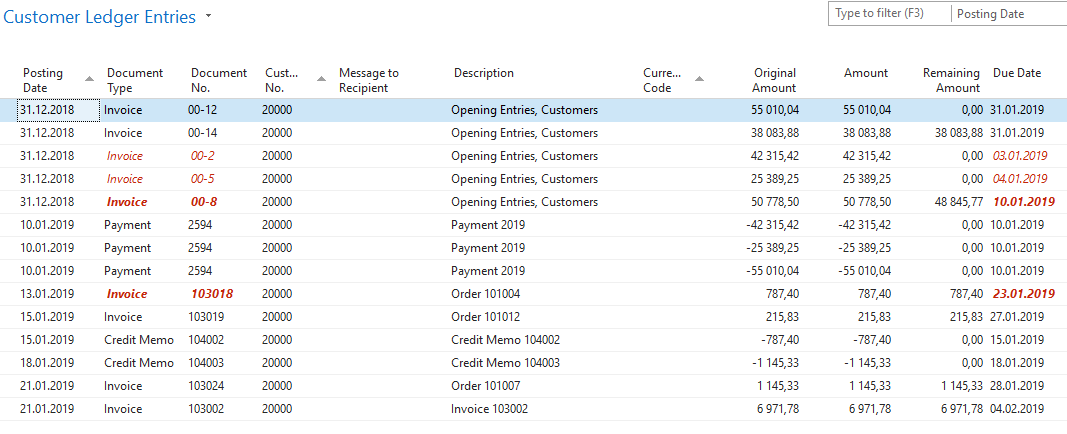 Customer Ledger Entries
Type to filter (F3) Posting Date
Posting Date Document Type Document No. Cust... No. Message to Recipient Description Curre... Code Original Amount Amount Remaining Amount Due Date
31.12.2018 Invoice 00-12 20000 Opening Entries, Customers 55 010,04 55 010,04 0,00 31.01.2019
31.12.2018 Invoice 00-14 20000 Opening Entries, Customers 38 083,88 38 083,88 38 083,88 31.01.2019
31.12.2018 Invoice 00-2 20000 Opening Entries, Customers 42 315,42 42 315,42 0,00 03.01.2019
31.12.2018 Invoice 00-5 20000 Opening Entries, Customers 25 389,25 25 389,25 0,00 04.01.2019
31.12.2018 Invoice 00-8 20000 Opening Entries, Customers 50 778,50 50 778,50 48 845,77 10.01.2019
10.01.2019 Payment 2594 20000 Payment 2019 -42 315,42 -42 315,42 0,00 10.01.2019
10.01.2019 Payment 2594 20000 Payment 2019 -25 389,25 -25 389,25 0,00 10.01.2019
10.01.2019 Payment 2594 20000 Payment 2019 -55 010,04 -55 010,04 0,00 10.01.2019
13.01.2019 Invoice 103018 20000 Order 101004 787,40 787,40 787,40 23.01.2019
15.01.2019 Invoice 103019 20000 Order 101012 215,83 215,83 215,83 27.01.2019
15.01.2019 Credit Memo 104002 20000 Credit Memo 104002 -787,40 -787,40 0,00 15.01.2019
18.01.2019 Credit Memo 104003 20000 Credit Memo 104003 -1 145,33 -1 145,33 0,00 18.01.2019
21.01.2019 Invoice 103024 20000 Order 101007 1 145,33 1 145,33 1 145,33 28.01.2019
21.01.2019 Invoice 103002 20000 Invoice 103002 6 971,78 6 971,78 6 971,78 04.02.2019